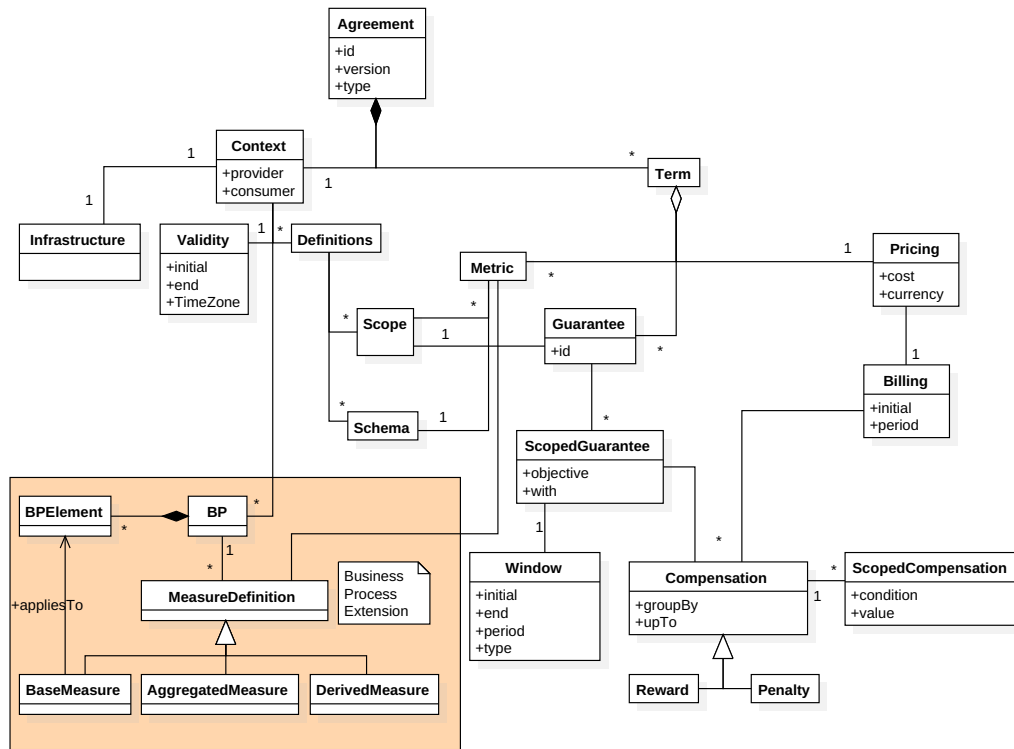 Agreement
+id
+version
+type
Context
+provider
+consumer
1
1
1
*
Term
Infrastructure
Validity
+initial
+end
+TimeZone
1
*
Definitions
Metric
*
1
Pricing
+cost
+currency
*
Scope
*
1
Guarantee
+id
*
1
Billing
+initial
+period
*
Schema
1
*
ScopedGuarantee
+objective
+with
BPElement
*
BP
*
1
*
1
*
MeasureDefinition
Business
Process
Extension
+appliesTo
Window
+initial
+end
+period
+type
Compensation
+groupBy
+upTo
1
*
ScopedCompensation
+condition
+value
BaseMeasure
AggregatedMeasure
DerivedMeasure
Reward
Penalty